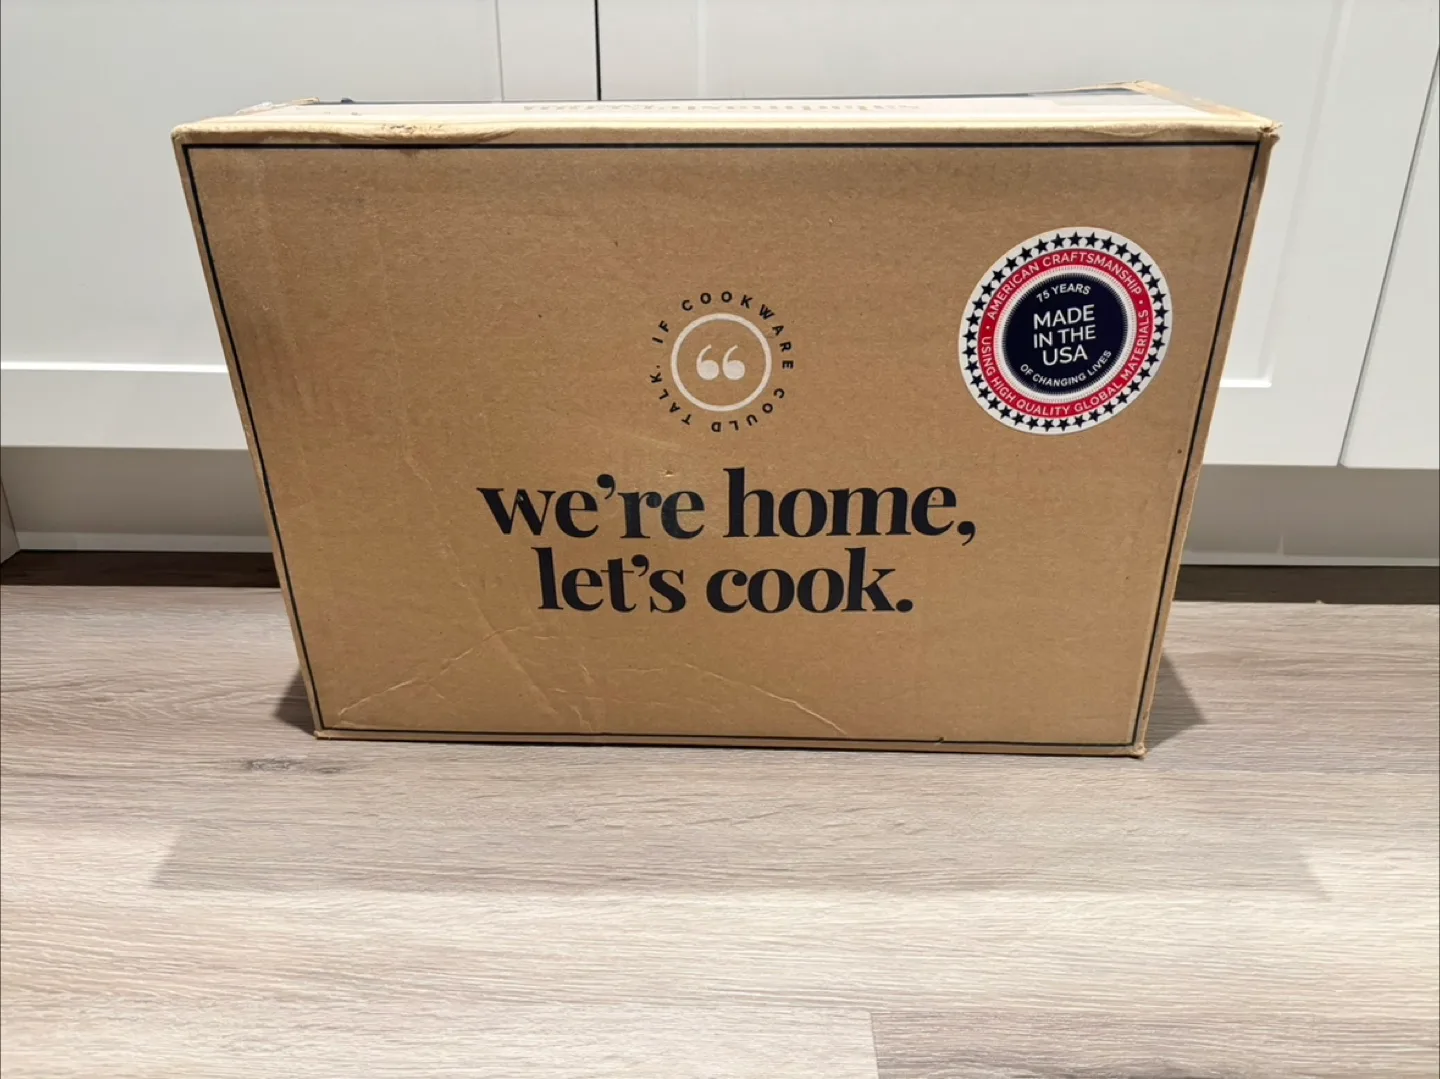 IF COOKWARE COULD TALK.
“
we’re home,
let’s cook.
• AMERICAN CRAFTSMANSHIP •
USING HIGH QUALITY GLOBAL MATERIALS
75 YEARS
MADE
IN THE
USA
OF CHANGING LIVES